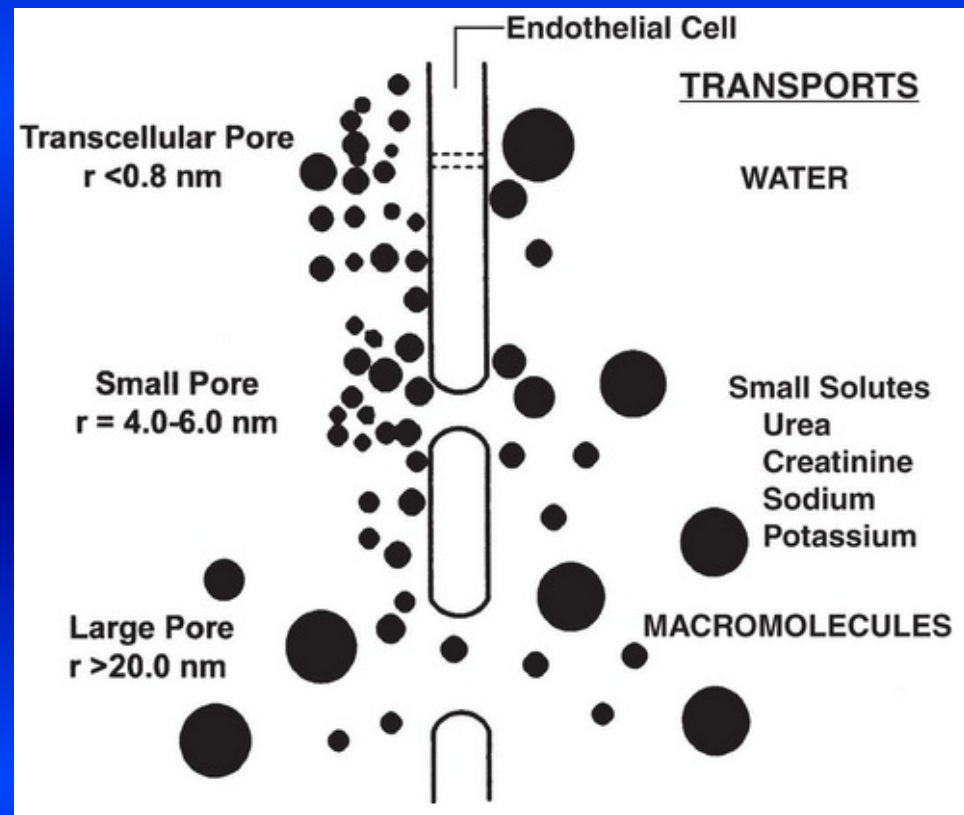 Endothelial Cell
TRANSPORTS
Transcellular Pore
r <0.8 nm
WATER
Small Pore
r = 4.0-6.0 nm
Small Solutes
Urea
Creatinine
Sodium
Potassium
Large Pore
r >20.0 nm
MACROMOLECULES